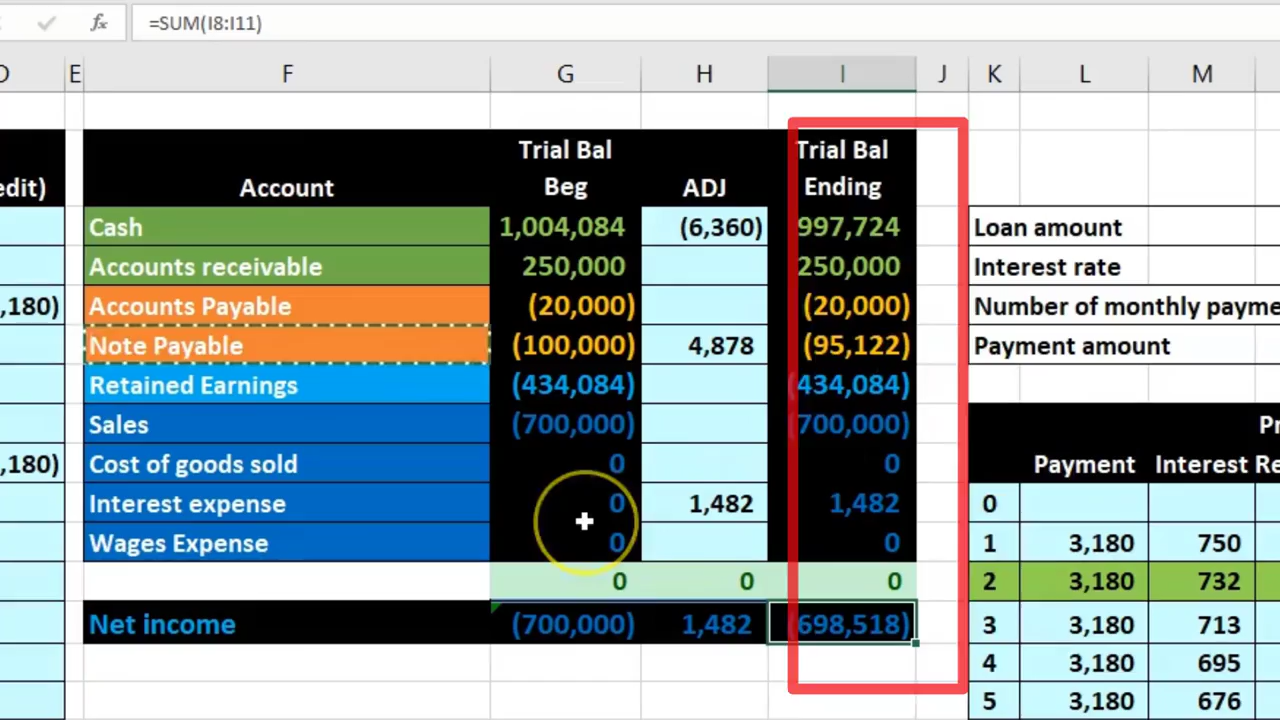 fx =SUM(I8:I11)
E F G H I J K L M
edit) Account Trial Bal Beg ADJ Trial Bal Ending
Cash 1,004,084 (6,360) 997,724 Loan amount
Accounts receivable 250,000 250,000 Interest rate
,180) Accounts Payable (20,000) (20,000) Number of monthly payme
Note Payable (100,000) 4,878 (95,122) Payment amount
Retained Earnings (434,084) (434,084)
Sales (700,000) (700,000) Pr
,180) Cost of goods sold 0 0 Payment Interest Re
Interest expense 0 1,482 1,482 0
Wages Expense 0 0 1 3,180 750
0 0 0 2 3,180 732
Net income (700,000) 1,482 (698,518) 3 3,180 713
4 3,180 695
5 3,180 676